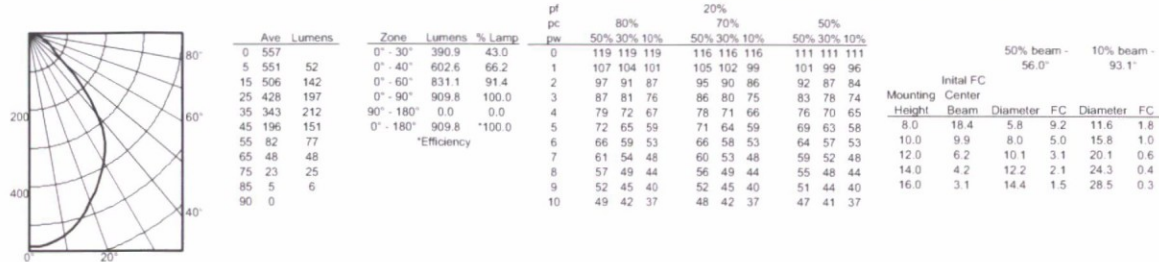 80°
60°
40°
20°
0°
200
400
Ave Lumens
0 557
5 551 52
15 506 142
25 428 197
35 343 212
45 196 151
55 82 77
65 48 48
75 23 25
85 5 6
90 0
Zone Lumens % Lamp
0° - 30° 390.9 43.0
0° - 40° 602.6 66.2
0° - 60° 831.1 91.4
0° - 90° 909.8 100.0
90° - 180° 0.0 0.0
0° - 180° 909.8 *100.0
*Efficiency
pf 20%
pc 80% 70% 50%
pw 50% 30% 10% 50% 30% 10% 50% 30% 10%
0 119 119 119 116 116 116 111 111 111
1 107 104 101 105 102 99 101 99 96
2 97 91 87 95 90 86 92 87 84
3 87 81 76 86 80 75 83 78 74
4 79 72 67 78 71 66 76 70 65
5 72 65 59 71 64 59 69 63 58
6 66 59 53 66 58 53 64 57 53
7 61 54 48 60 53 48 59 52 48
8 57 49 44 56 49 44 55 48 44
9 52 45 40 52 45 40 51 44 40
10 49 42 37 48 42 37 47 41 37
50% beam - 10% beam -
56.0° 93.1°
Inital FC
Mounting Center
Height Beam Diameter FC Diameter FC
8.0 18.4 5.8 9.2 11.6 1.8
10.0 9.9 8.0 5.0 15.8 1.0
12.0 6.2 10.1 3.1 20.1 0.6
14.0 4.2 12.2 2.1 24.3 0.4
16.0 3.1 14.4 1.5 28.5 0.3